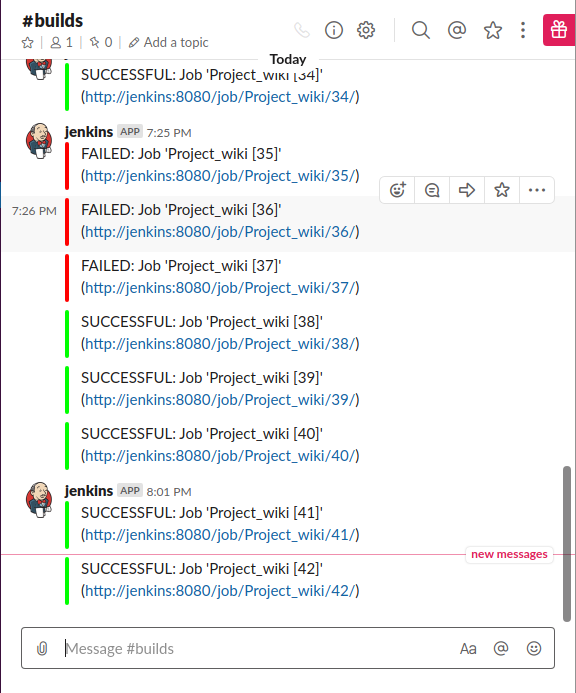 #builds
1
0
Add a topic
Today
SUCCESSFUL: Job 'Project_wiki [34]'
(http://jenkins:8080/job/Project_wiki/34/)
jenkins APP 7:25 PM
FAILED: Job 'Project_wiki [35]'
(http://jenkins:8080/job/Project_wiki/35/)
7:26 PM FAILED: Job 'Project_wiki [36]'
(http://jenkins:8080/job/Project_wiki/36/)
FAILED: Job 'Project_wiki [37]'
(http://jenkins:8080/job/Project_wiki/37/)
SUCCESSFUL: Job 'Project_wiki [38]'
(http://jenkins:8080/job/Project_wiki/38/)
SUCCESSFUL: Job 'Project_wiki [39]'
(http://jenkins:8080/job/Project_wiki/39/)
SUCCESSFUL: Job 'Project_wiki [40]'
(http://jenkins:8080/job/Project_wiki/40/)
jenkins APP 8:01 PM
SUCCESSFUL: Job 'Project_wiki [41]'
(http://jenkins:8080/job/Project_wiki/41/)
new messages
SUCCESSFUL: Job 'Project_wiki [42]'
(http://jenkins:8080/job/Project_wiki/42/)
Message #builds
Aa @